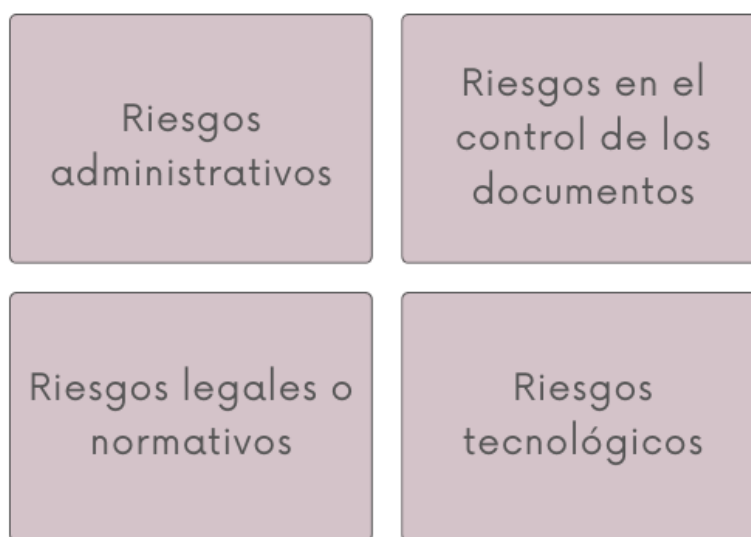 Riesgos
administrativos
Riesgos en el
control de los
documentos
Riesgos legales o
normativos
Riesgos
tecnológicos